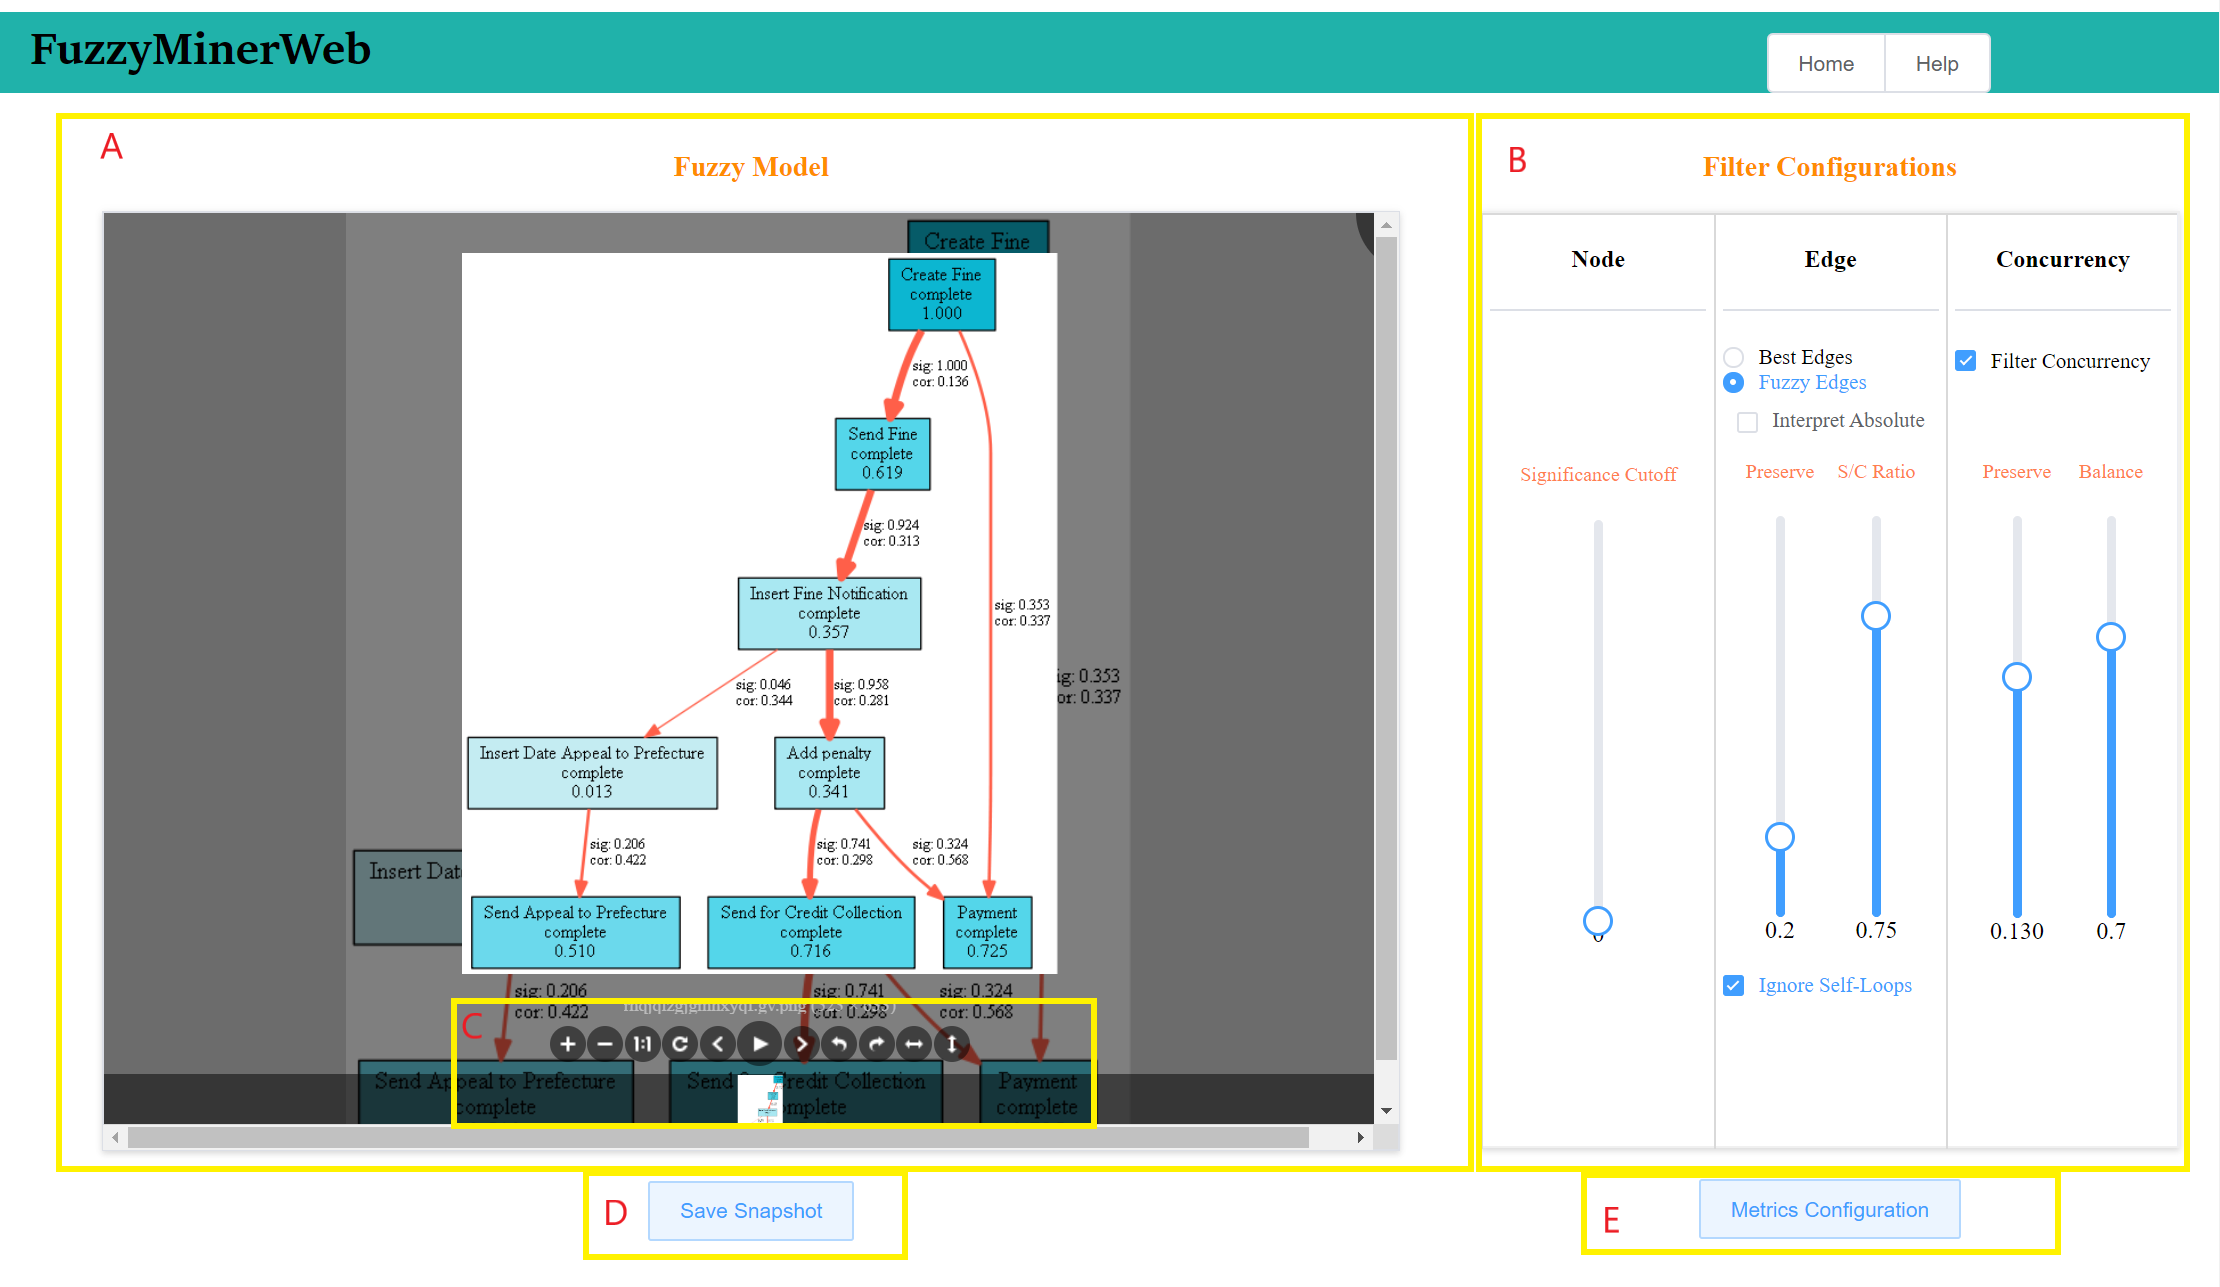 FuzzyMinerWeb
Home
Help
A
Fuzzy Model
Create Fine
Create Fine
complete
1.000
sig: 1.000
cor: 0.136
Send Fine
complete
0.619
sig: 0.924
cor: 0.313
Insert Fine Notification
complete
0.357
sig: 0.353
cor: 0.337
ig: 0.353
or: 0.337
sig: 0.046
cor: 0.344
sig: 0.958
cor: 0.281
Insert Date Appeal to Prefecture
complete
0.013
Add penalty
complete
0.341
sig: 0.206
cor: 0.422
sig: 0.741
cor: 0.298
sig: 0.324
cor: 0.568
Insert Dat
Send Appeal to Prefecture
complete
0.510
Send for Credit Collection
complete
0.716
Payment
complete
0.725
sig: 0.206
cor: 0.422
sig: 0.741
cor: 0.298
sig: 0.324
cor: 0.568
C
1:1
Send Appeal to Prefecture
complete
Send Credit Collection
mplete
Payment
complete
B
Filter Configurations
Node
Edge
Concurrency
Best Edges
Fuzzy Edges
Interpret Absolute
Filter Concurrency
Significance Cutoff
Preserve
S/C Ratio
Preserve
Balance
0
0.2
0.75
0.130
0.7
Ignore Self-Loops
D
Save Snapshot
E
Metrics Configuration